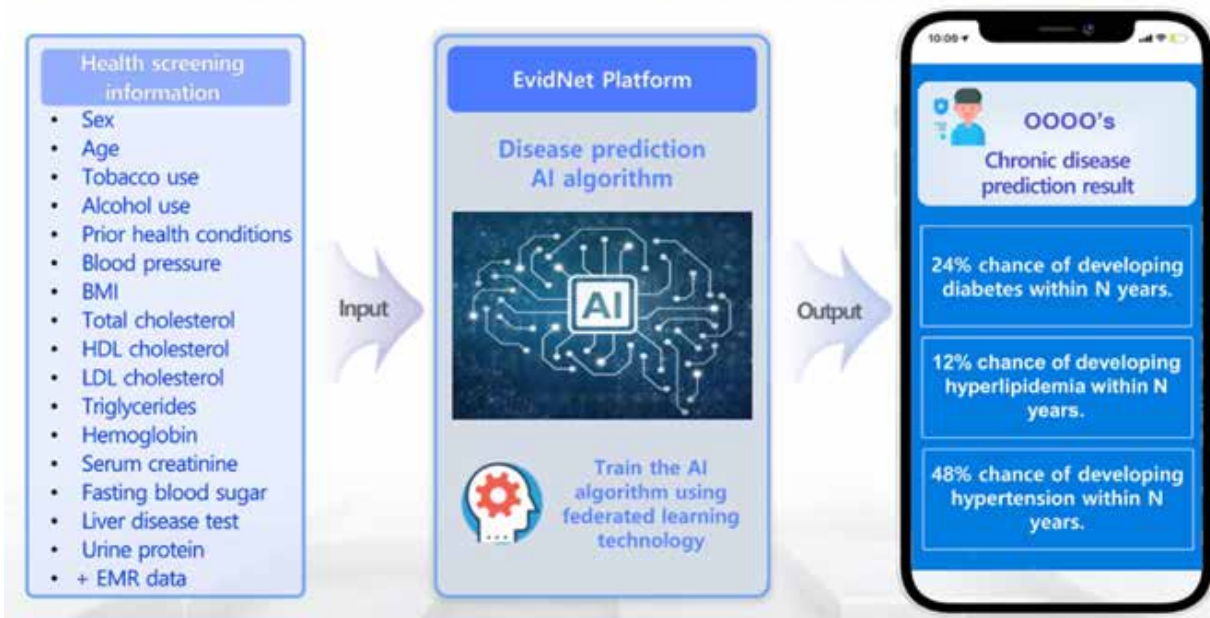 Health screening
information
• Sex
• Age
• Tobacco use
• Alcohol use
• Prior health conditions
• Blood pressure
• BMI
• Total cholesterol
• HDL cholesterol
• LDL cholesterol
• Triglycerides
• Hemoglobin
• Serum creatinine
• Fasting blood sugar
• Liver disease test
• Urine protein
• + EMR data
Input
EvidNet Platform
Disease prediction
AI algorithm
AI
Train the AI
algorithm using
federated learning
technology
Output
10:09
OOOO's
Chronic disease
prediction result
24% chance of developing
diabetes within N years.
12% chance of developing
hyperlipidemia within N
years.
48% chance of developing
hypertension within N
years.